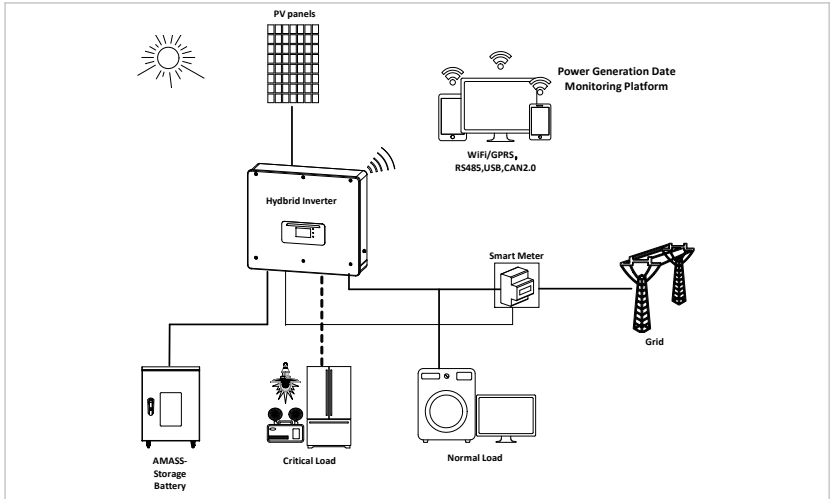 PV panels
Power Generation Date
Monitoring Platform
WiFi/GPRS,
RS485,USB,CAN2.0
Hydbrid Inverter
Smart Meter
Grid
AMASS-
Storage
Battery
Critical Load
Normal Load